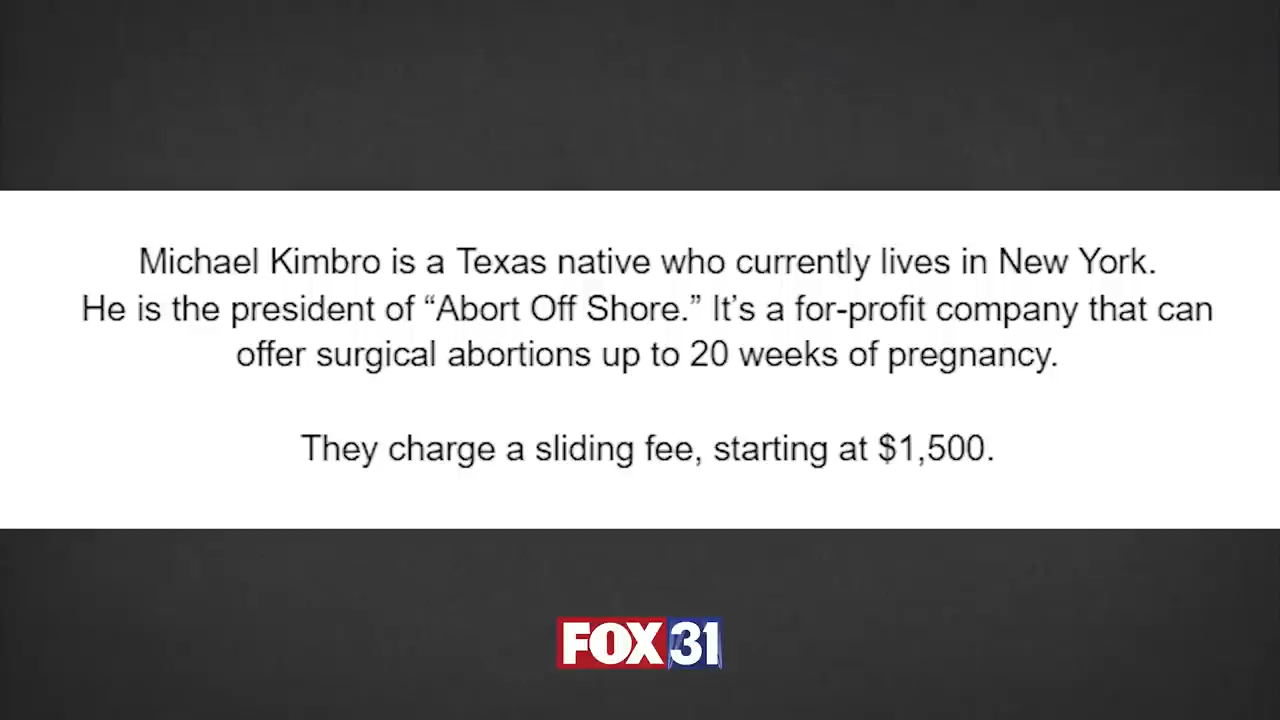 Michael Kimbro is a Texas native who currently lives in New York.
He is the president of “Abort Off Shore.” It’s a for-profit company that can
offer surgical abortions up to 20 weeks of pregnancy.
They charge a sliding fee, starting at $1,500.
FOX 31